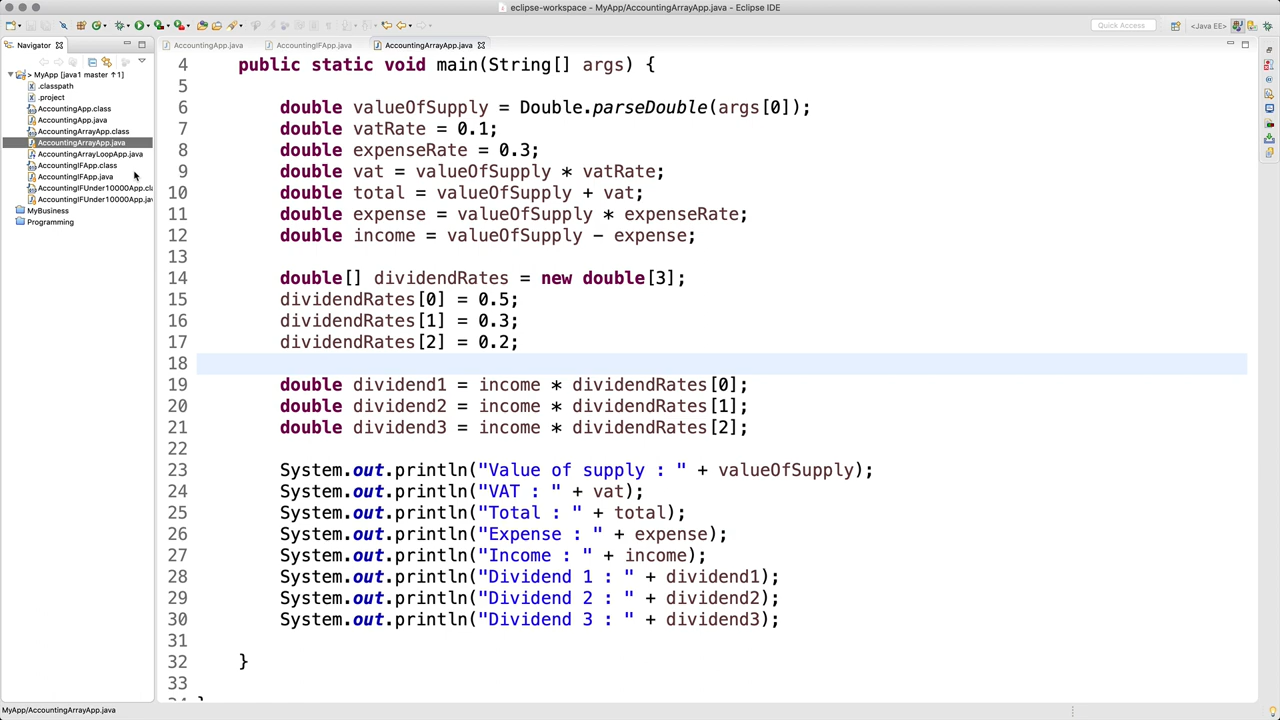 eclipse-workspace - MyApp/AccountingArrayApp.java - Eclipse IDE
Quick Access
<Java EE>
Navigator
AccountingApp.java
AccountingIFApp.java
AccountingArrayApp.java
> MyApp [java1 master ↑1]
.classpath
.project
AccountingApp.class
AccountingApp.java
AccountingArrayApp.class
AccountingArrayApp.java
AccountingArrayLoopApp.java
AccountingIFApp.class
AccountingIFApp.java
AccountingIFUnder10000App.cla
AccountingIFUnder10000App.jav
MyBusiness
Programming
4 public static void main(String[] args) {
5
6 double valueOfSupply = Double.parseDouble(args[0]);
7 double vatRate = 0.1;
8 double expenseRate = 0.3;
9 double vat = valueOfSupply * vatRate;
10 double total = valueOfSupply + vat;
11 double expense = valueOfSupply * expenseRate;
12 double income = valueOfSupply - expense;
13
14 double[] dividendRates = new double[3];
15 dividendRates[0] = 0.5;
16 dividendRates[1] = 0.3;
17 dividendRates[2] = 0.2;
18
19 double dividend1 = income * dividendRates[0];
20 double dividend2 = income * dividendRates[1];
21 double dividend3 = income * dividendRates[2];
22
23 System.out.println("Value of supply : " + valueOfSupply);
24 System.out.println("VAT : " + vat);
25 System.out.println("Total : " + total);
26 System.out.println("Expense : " + expense);
27 System.out.println("Income : " + income);
28 System.out.println("Dividend 1 : " + dividend1);
29 System.out.println("Dividend 2 : " + dividend2);
30 System.out.println("Dividend 3 : " + dividend3);
31
32 }
33
MyApp/AccountingArrayApp.java